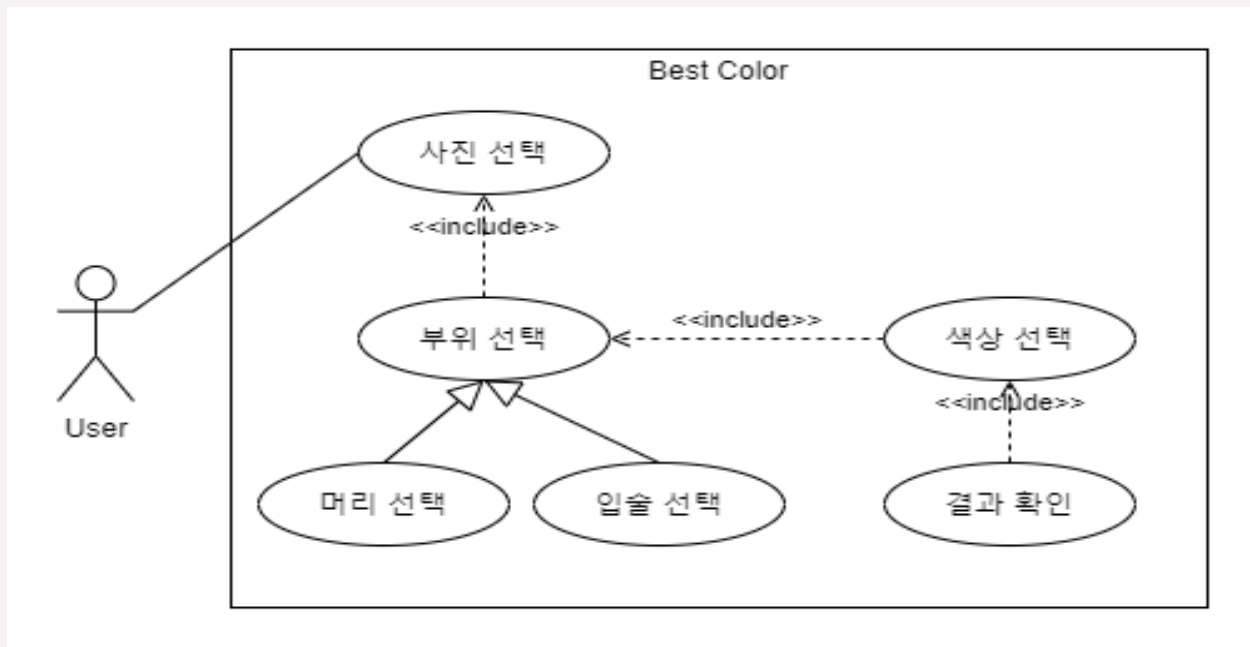 Best Color
사진 선택
<<include>>
부위 선택
<<include>>
색상 선택
<<include>>
User
머리 선택
입술 선택
결과 확인